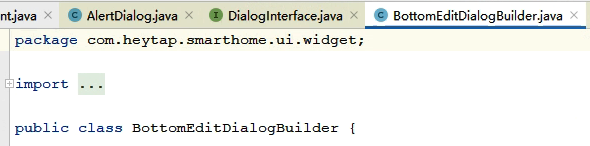 nt.java AlertDialog.java DialogInterface.java BottomEditDialogBuilder.java
package com.heytap.smarthome.ui.widget;
import ...
public class BottomEditDialogBuilder {